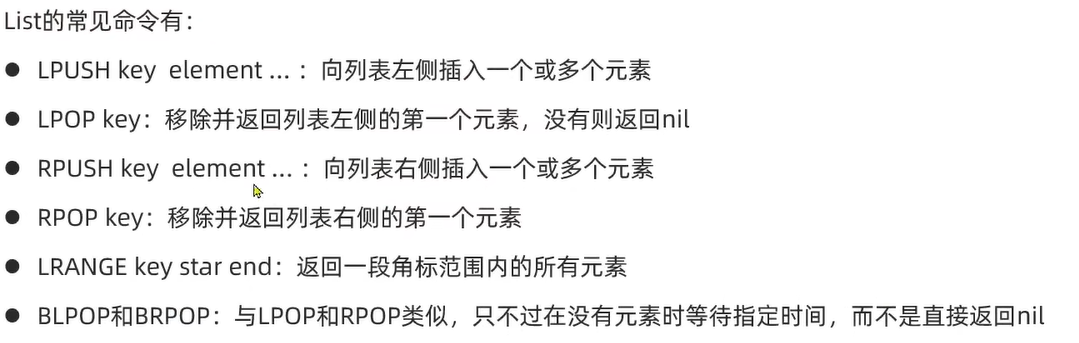 List的常见命令有：
● LPUSH key element ... ：向列表左侧插入一个或多个元素
● LPOP key：移除并返回列表左侧的第一个元素，没有则返回nil
● RPUSH key element ... ：向列表右侧插入一个或多个元素
● RPOP key：移除并返回列表右侧的第一个元素
● LRANGE key star end：返回一段角标范围内的所有元素
● BLPOP和BRPOP：与LPOP和RPOP类似，只不过在没有元素时等待指定时间，而不是直接返回nil